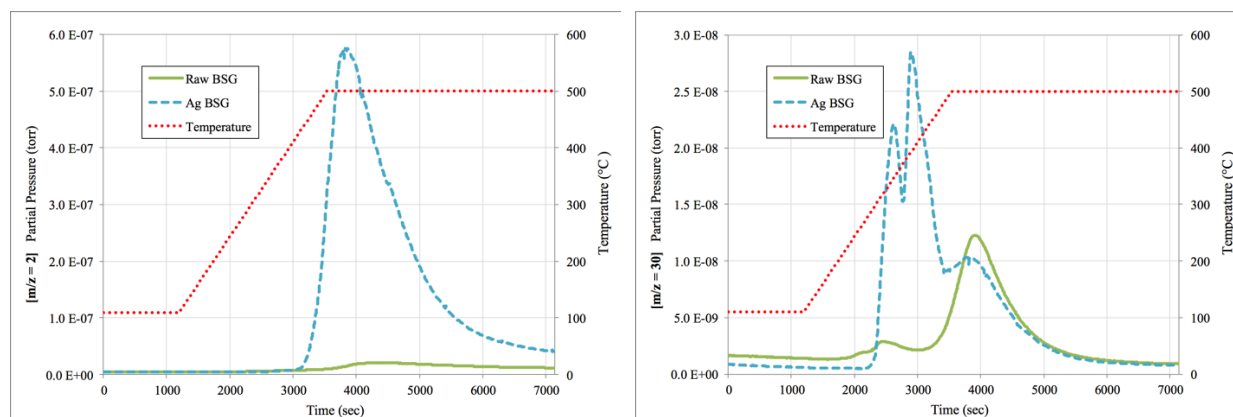 6.0 E-07
5.0 E-07
4.0 E-07
3.0 E-07
2.0 E-07
1.0 E-07
0.0 E+00
[m/z = 2] Partial Pressure (torr)
Raw BSG
Ag BSG
Temperature
600
500
400
300
200
100
0
Temperature (°C )
0 1000 2000 3000 4000 5000 6000 7000
Time (sec)
3.0 E-08
2.5 E-08
2.0 E-08
1.5 E-08
1.0 E-08
5.0 E-09
0.0 E+00
[m/z = 30] Partial Pressure (torr)
Raw BSG
Ag BSG
Temperature
600
500
400
300
200
100
0
Temperature (°C )
0 1000 2000 3000 4000 5000 6000 7000
Time (sec)